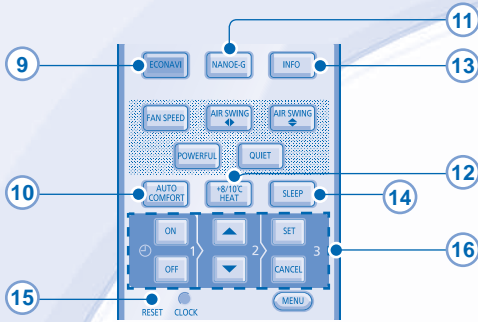 11
9
ECONAVI
NANOE-G
INFO
13
FAN SPEED
AIR SWING
AIR SWING
POWERFUL
QUIET
12
10
AUTO
COMFORT
+8/10℃
HEAT
SLEEP
14
ON
SET
1
2
3
16
OFF
CANCEL
15
RESET
CLOCK
MENU